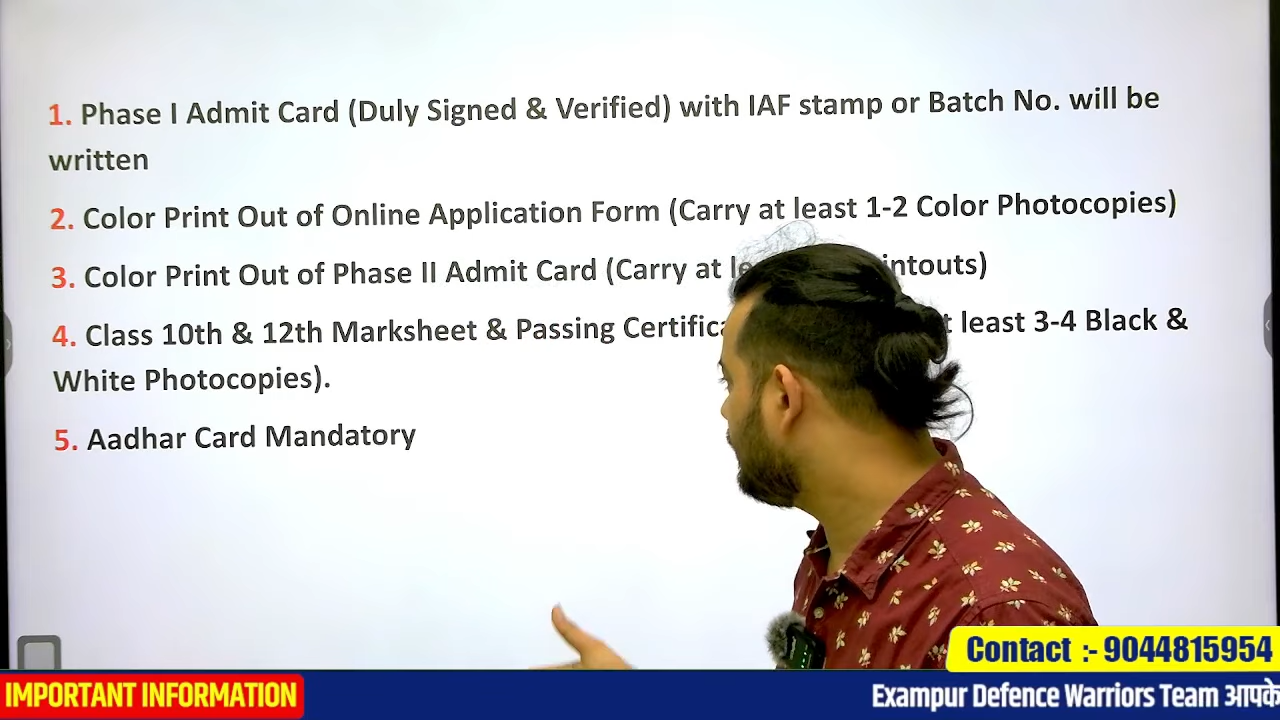 1. Phase I Admit Card (Duly Signed & Verified) with IAF stamp or Batch No. will be
written
2. Color Print Out of Online Application Form (Carry at least 1-2 Color Photocopies)
3. Color Print Out of Phase II Admit Card (Carry at
4. Class 10th & 12th Marksheet & Passing least 3-4 Black &
White Photocopies).
5. Aadhar Card Mandatory
Contact :- 9044815954
IMPORTANT INFORMATION
Exampur Defence Warriors Team आपके